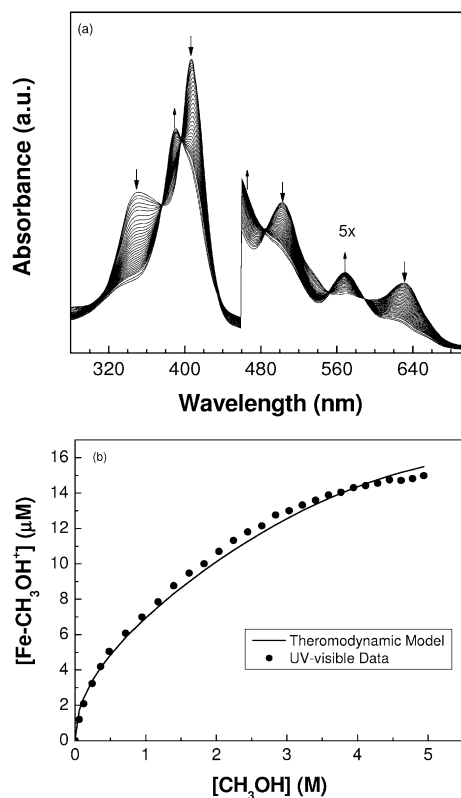 (a)
Absorbance (a.u.)
5x
320 400 480 560 640
Wavelength (nm)
(b)
[Fe-CH₃OH⁺] (μM)
16
14
12
10
8
6
4
2
0
Theromodynamic Model
UV-visible Data
0 1 2 3 4 5
[CH₃OH] (M)